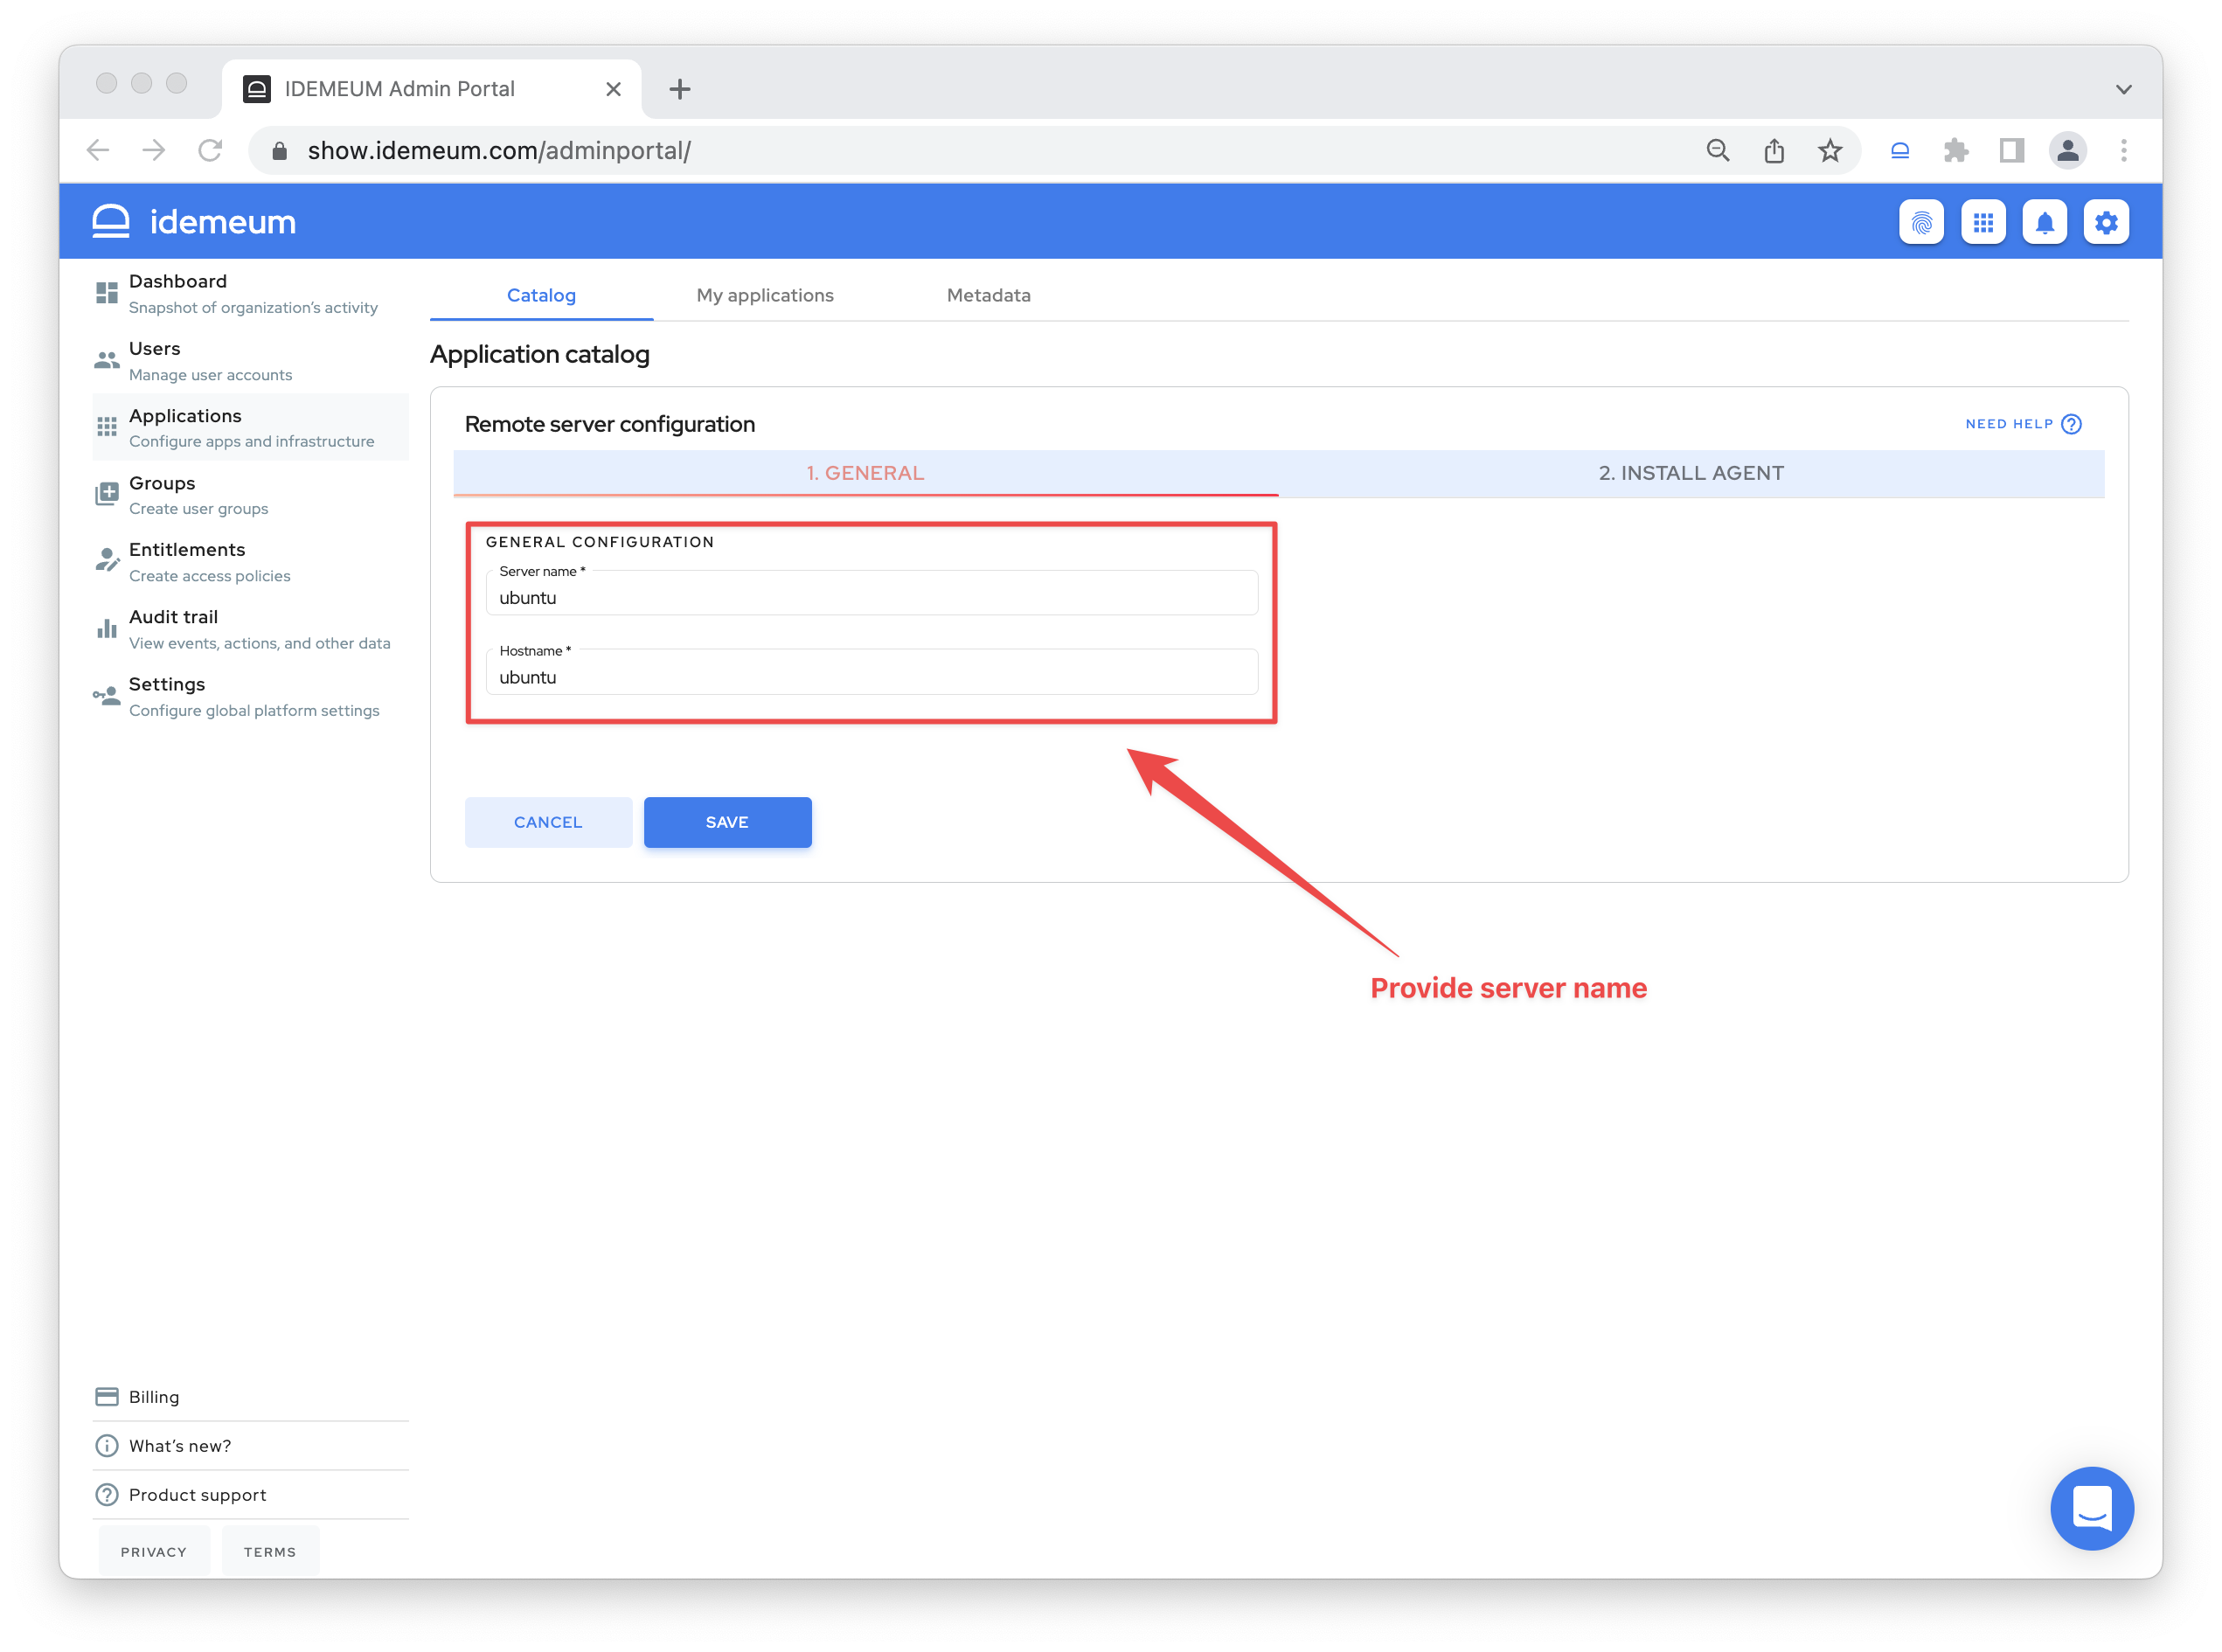 IDEMEUM Admin Portal
show.idemeum.com/adminportal/
idemeum
Dashboard
Snapshot of organization's activity
Users
Manage user accounts
Applications
Configure apps and infrastructure
Groups
Create user groups
Entitlements
Create access policies
Audit trail
View events, actions, and other data
Settings
Configure global platform settings
Catalog
My applications
Metadata
Application catalog
Remote server configuration
NEED HELP
1. GENERAL
2. INSTALL AGENT
GENERAL CONFIGURATION
Server name *
ubuntu
Hostname *
ubuntu
CANCEL
SAVE
Provide server name
Billing
What's new?
Product support
PRIVACY
TERMS